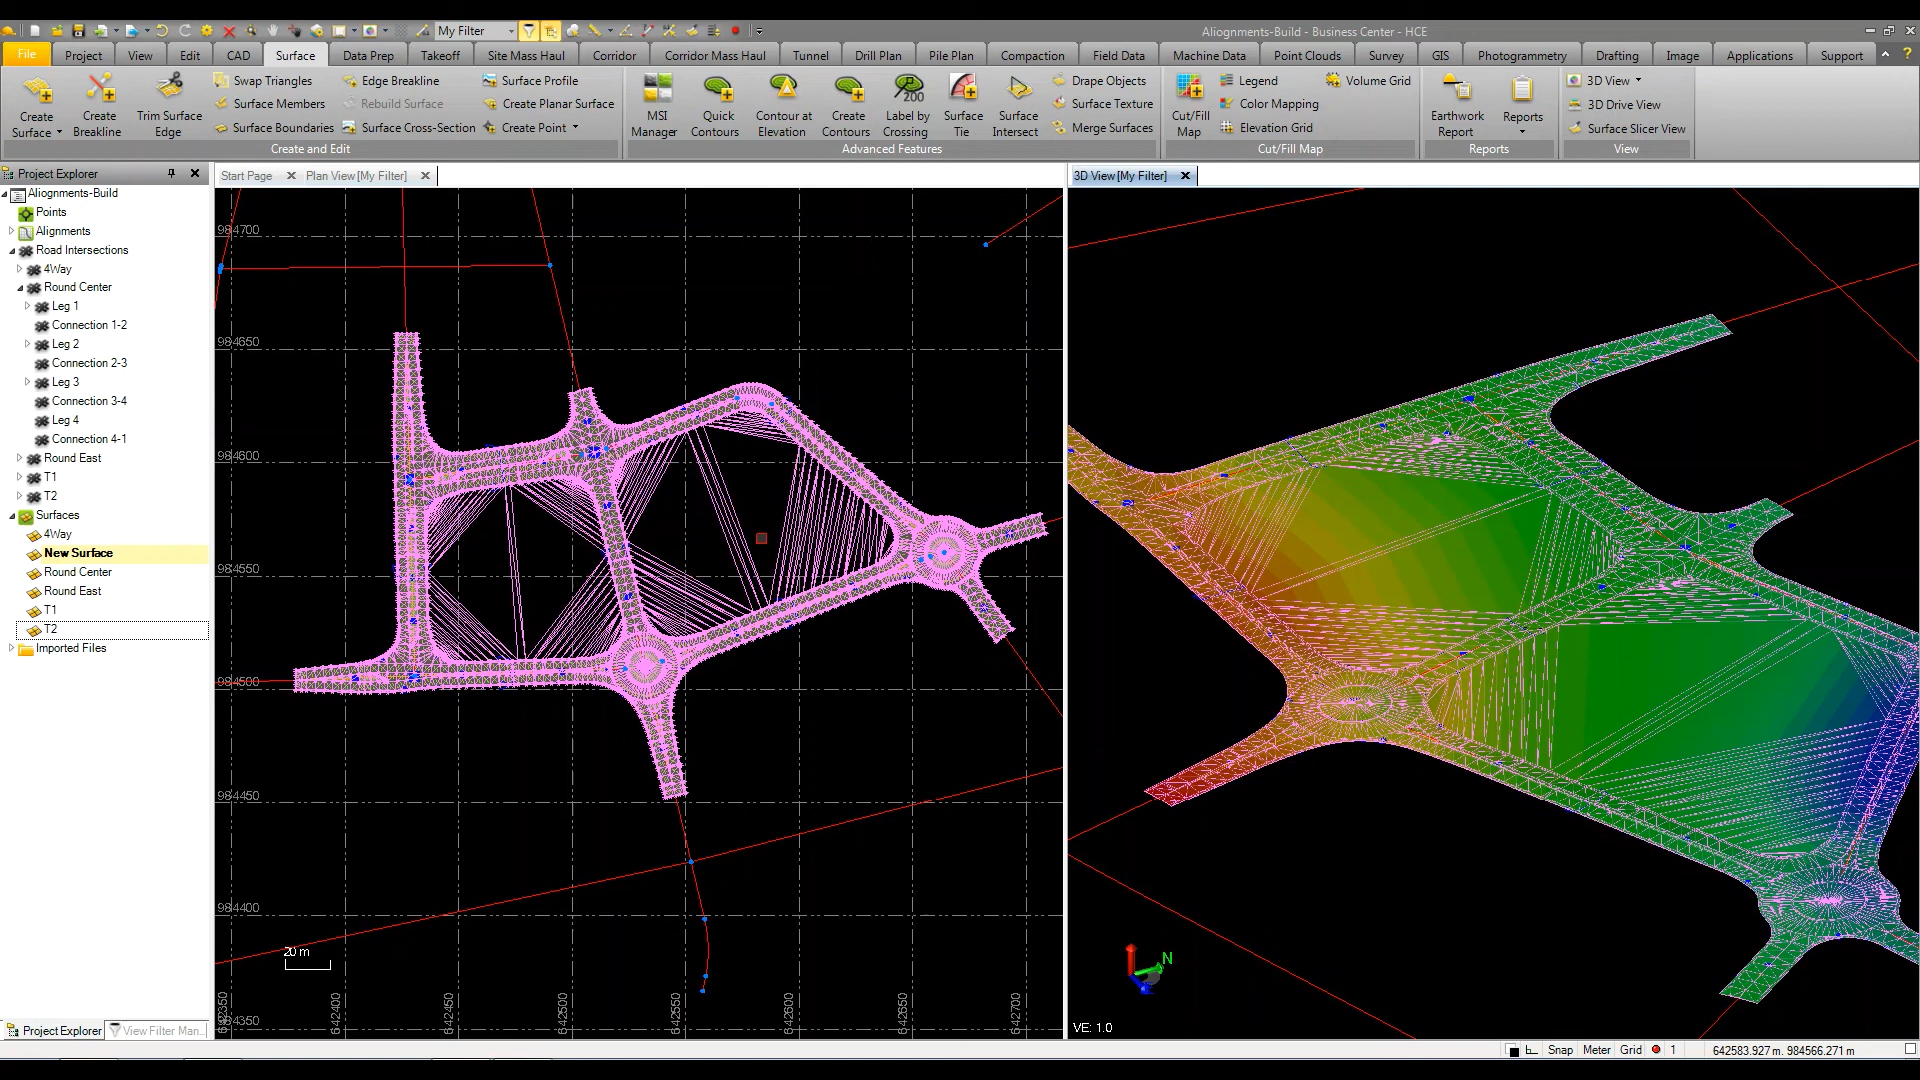 My Filter
Aliognments-Build - Business Center - HCE
File Project View Edit CAD Surface Data Prep Takeoff Site Mass Haul Corridor Corridor Mass Haul Tunnel Drill Plan Pile Plan Compaction Field Data Machine Data Point Clouds Survey GIS Photogrammetry Drafting Image Applications Support
Create Surface
Create Breakline
Trim Surface Edge
Swap Triangles
Surface Members
Surface Boundaries
Edge Breakline
Rebuild Surface
Surface Cross-Section
Surface Profile
Create Planar Surface
Create Point
Create and Edit
MSI Manager
Quick Contours
Contour at Elevation
Create Contours
200
Label by Crossing
Surface Tie
Surface Intersect
Drape Objects
Surface Texture
Merge Surfaces
Advanced Features
Cut/Fill Map
Legend
Color Mapping
Elevation Grid
Volume Grid
Cut/Fill Map
Earthwork Report
Reports
Reports
3D View
3D Drive View
Surface Slicer View
View
Project Explorer
Aliognments-Build
Points
Alignments
Road Intersections
4Way
Round Center
Leg 1
Connection 1-2
Leg 2
Connection 2-3
Leg 3
Connection 3-4
Leg 4
Connection 4-1
Round East
T1
T2
Surfaces
4Way
New Surface
Round Center
Round East
T1
T2
Imported Files
Project Explorer
View Filter Man...
Start Page
Plan View [My Filter]
984700
984650
984600
984550
984500
984450
984400
984350
20 m
642400
642450
642500
642700
3D View [My Filter]
N
VE: 1.0
Snap Meter Grid 1 642583.927 m. 984566.271 m